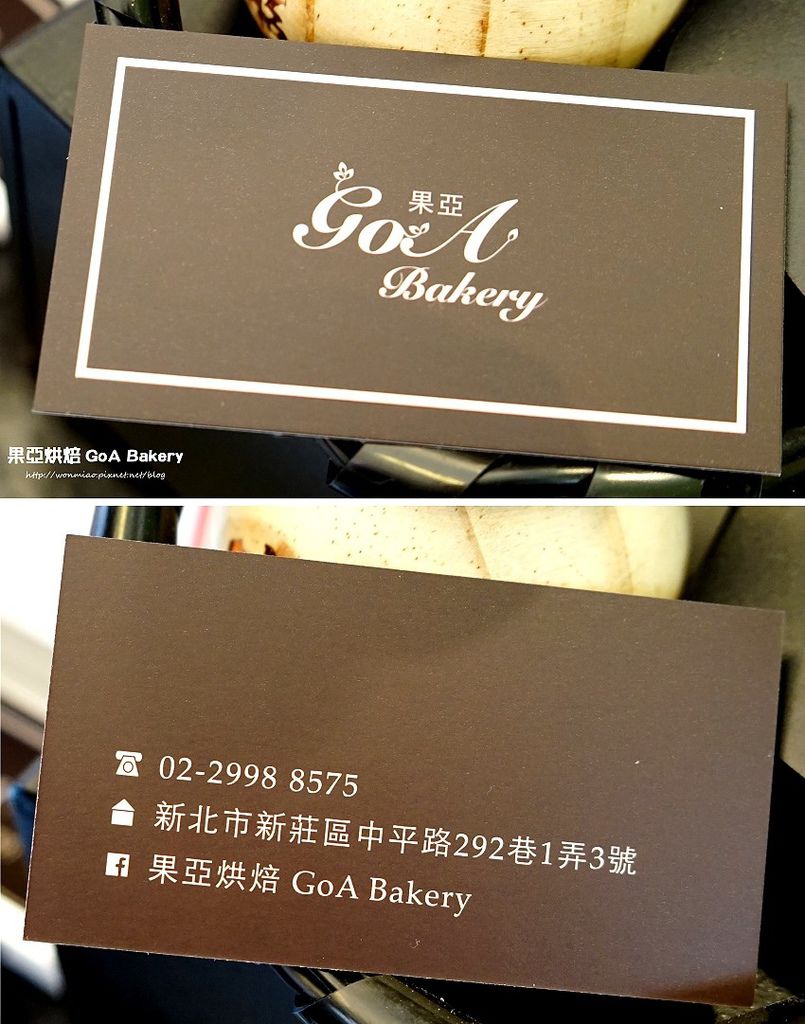 果亞
GoA
Bakery
果亞烘焙 GoA Bakery
http://wonmiao.pixnet.net/blog
02-2998 8575
新北市新莊區中平路292巷1弄3號
果亞烘焙 GoA Bakery